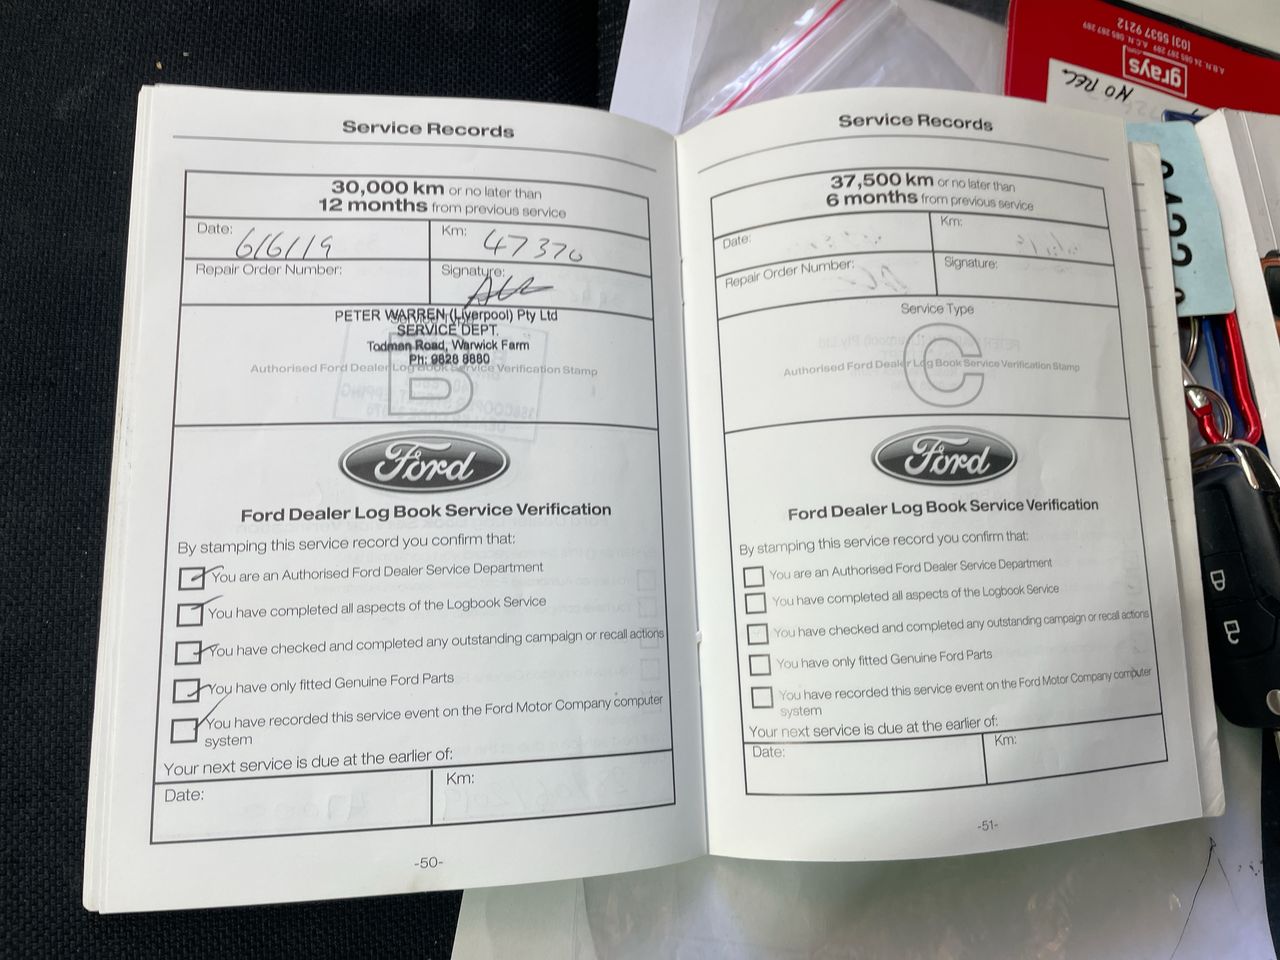 Service Records
30,000 km or no later than
12 months from previous service
Date: 6/6/19
Km: 47370
Repair Order Number:
Signature:
PETER WARREN (Liverpool) Pty Ltd
SERVICE DEPT.
Todman Road, Warwick Farm
Ph: 9828 8880
Authorised Ford Dealer Log Book Service Verification Stamp
Ford
Ford Dealer Log Book Service Verification
By stamping this service record you confirm that:
You are an Authorised Ford Dealer Service Department
You have completed all aspects of the Logbook Service
You have checked and completed any outstanding campaign or recall actions
You have only fitted Genuine Ford Parts
You have recorded this service event on the Ford Motor Company computer
system
Your next service is due at the earlier of:
Date:
Km:
-50-
Service Records
37,500 km or no later than
6 months from previous service
Date:
Km:
Repair Order Number:
Signature:
Service Type
C
Authorised Ford Dealer Log Book Service Verification Stamp
Ford
Ford Dealer Log Book Service Verification
By stamping this service record you confirm that:
You are an Authorised Ford Dealer Service Department
You have completed all aspects of the Logbook Service
You have checked and completed any outstanding campaign or recall actions
You have only fitted Genuine Ford Parts
You have recorded this service event on the Ford Motor Company computer
system
Your next service is due at the earlier of:
Date:
Km:
-51-
NO REC
grays
.com
A.B.N. 24 085 287 289 A.C.N. 085 287 289
(03) 5537 9212